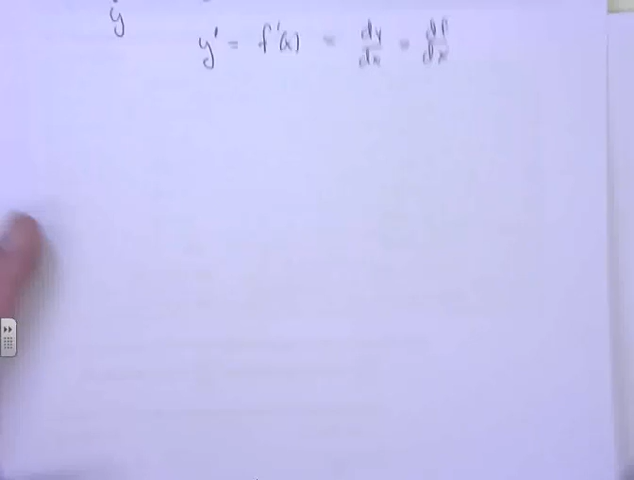 ẏ
y' = f'(x) = dy/dx = df/dx